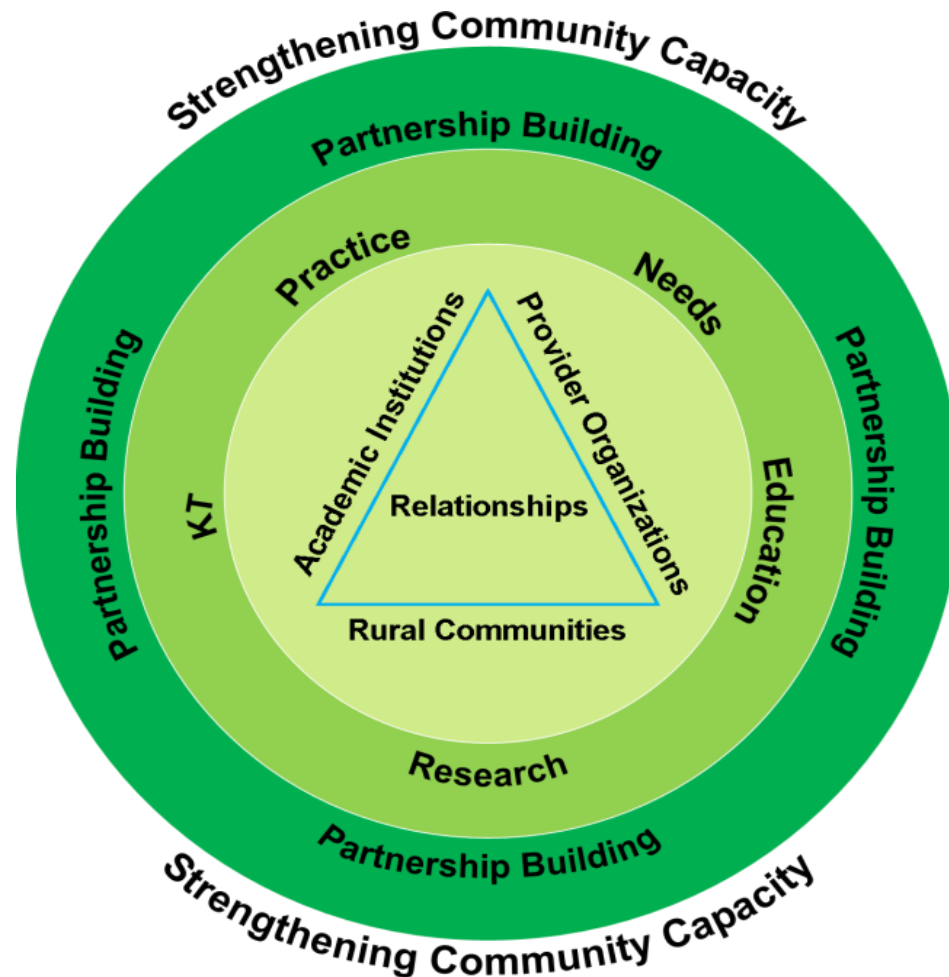 Strengthening Community Capacity
Partnership Building
Practice
Needs
Partnership Building
Partnership Building
Academic Institutions
Provider Organizations
KT
Education
Relationships
Rural Communities
Research
Partnership Building
Strengthening Community Capacity